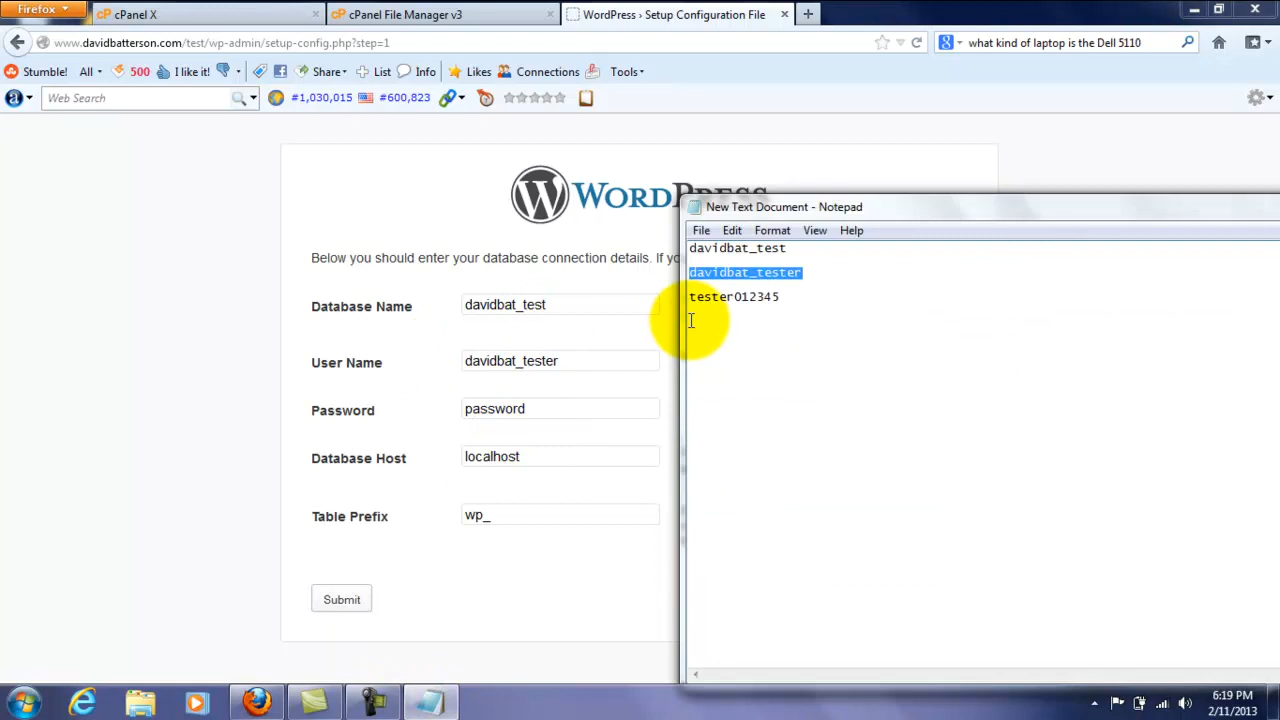 Firefox
cPanel X
cPanel File Manager v3
WordPress › Setup Configuration File
www.davidbatterson.com/test/wp-admin/setup-config.php?step=1
what kind of laptop is the Dell 5110
Stumble! All 500 I like it! Share List Info Likes Connections Tools
Web Search #1,030,015 #600,823
WORDPRESS
New Text Document - Notepad
File Edit Format View Help
davidbat_test
davidbat_tester
tester012345
Below you should enter your database connection details. If yo
Database Name davidbat_test
User Name davidbat_tester
Password password
Database Host localhost
Table Prefix wp_
Submit
6:19 PM
2/11/2013